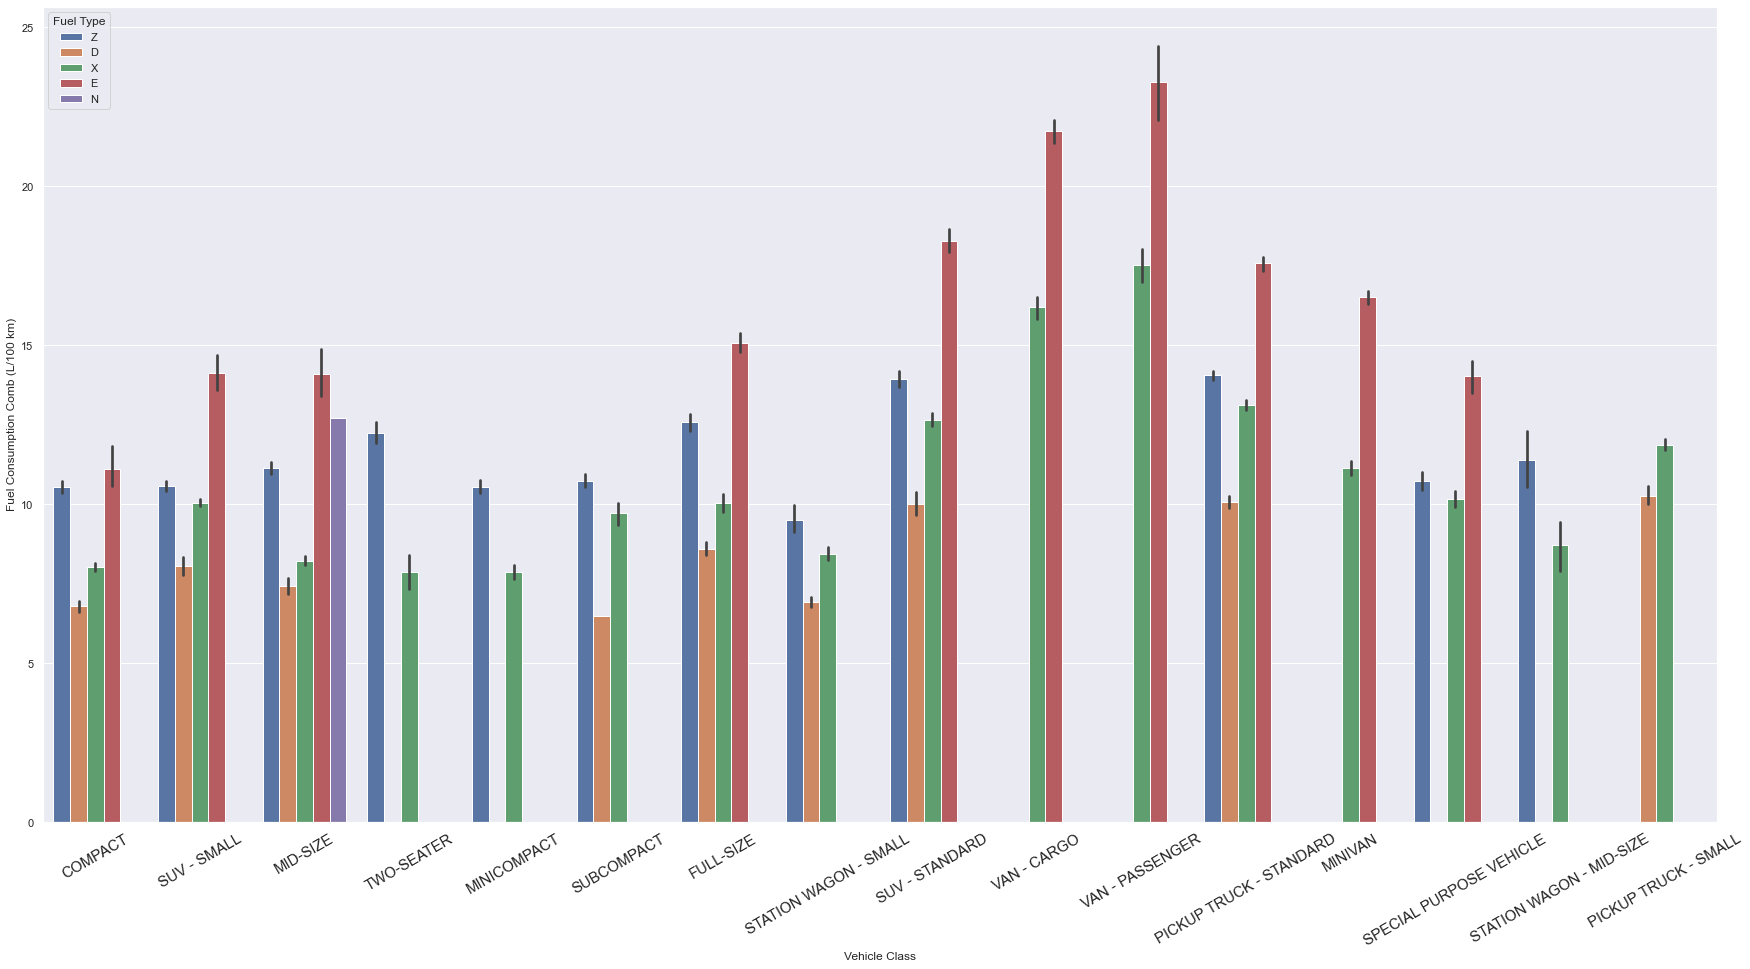 Fuel Type
Z
D
X
E
N
25
20
15
10
5
0
Fuel Consumption Comb (L/100 km)
COMPACT
SUV - SMALL
MID-SIZE
TWO-SEATER
MINICOMPACT
SUBCOMPACT
FULL-SIZE
STATION WAGON - SMALL
SUV - STANDARD
VAN - CARGO
VAN - PASSENGER
PICKUP TRUCK - STANDARD
MINIVAN
SPECIAL PURPOSE VEHICLE
STATION WAGON - MID-SIZE
PICKUP TRUCK - SMALL
Vehicle Class